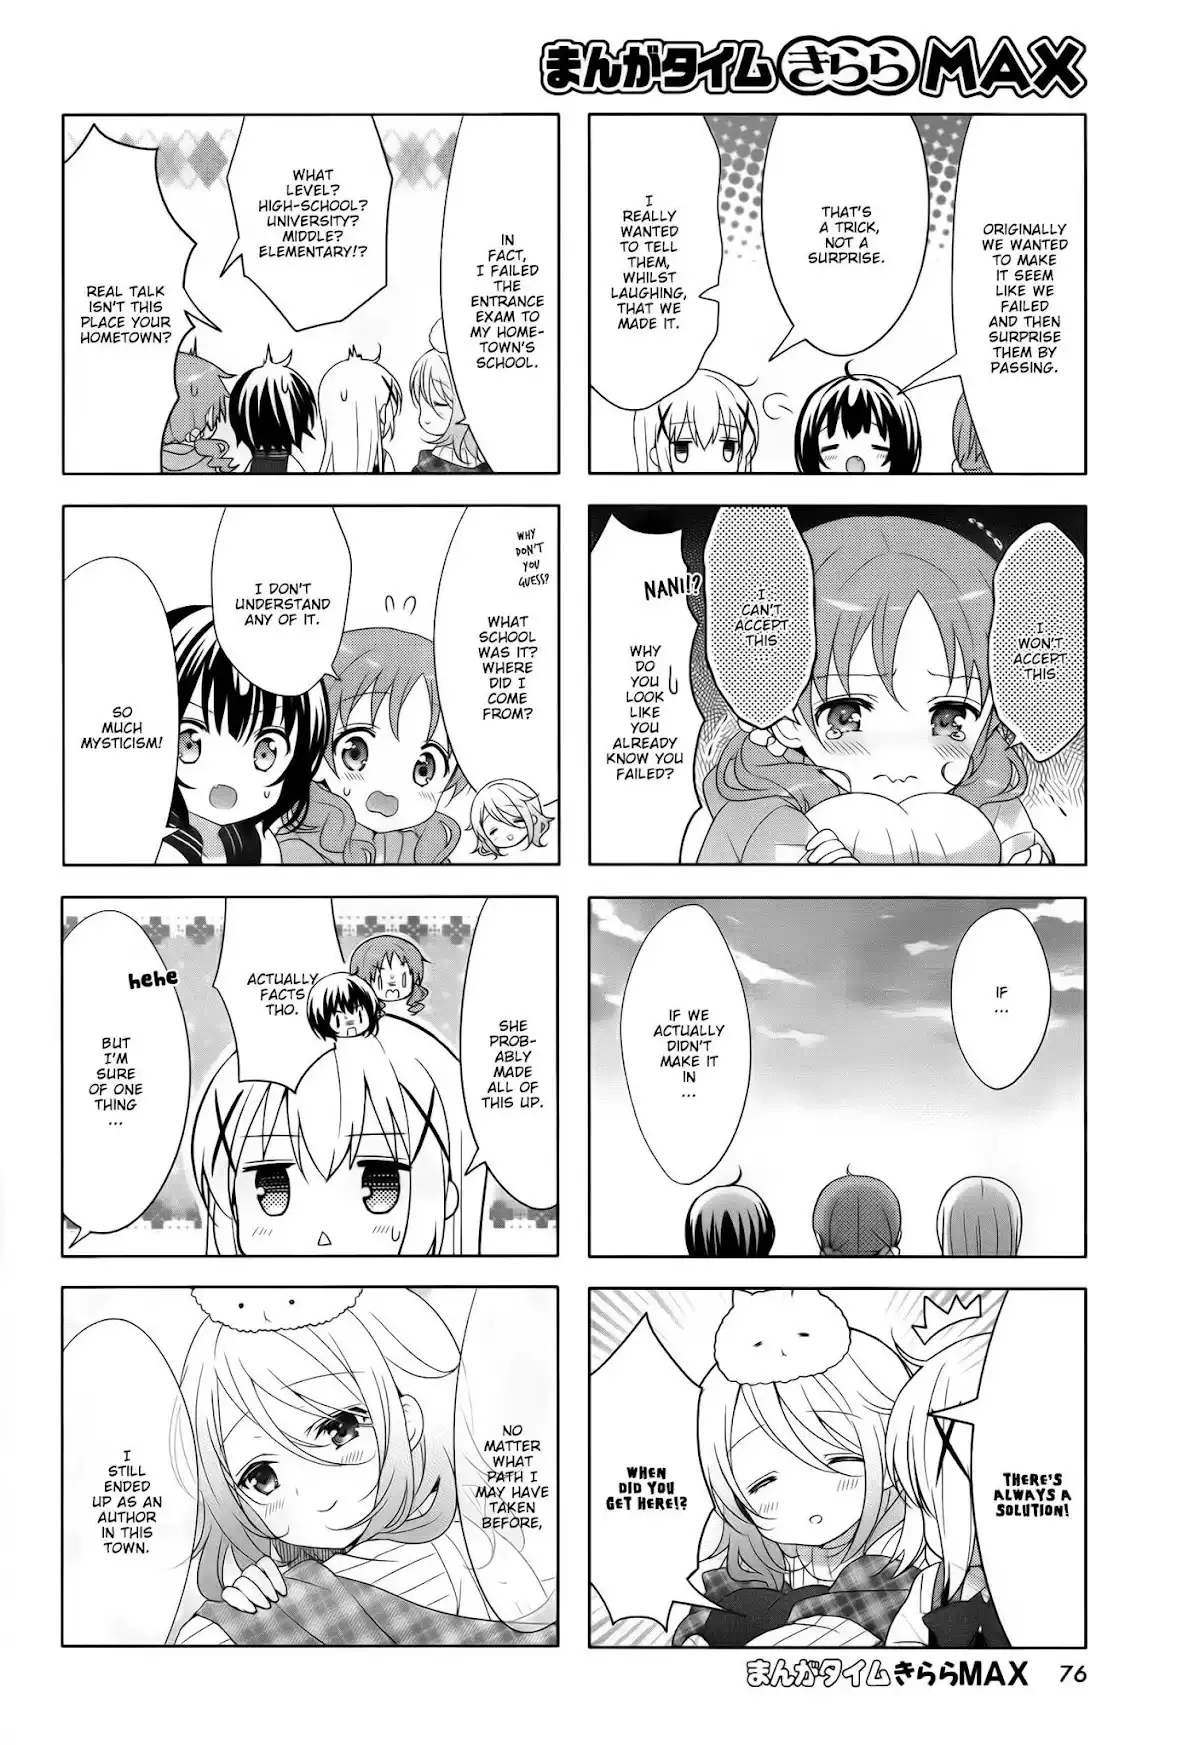 まんがタイムきららMAX
ORIGINALLY
WE WANTED
TO MAKE
IT SEEM
LIKE WE
FAILED
AND THEN
SURPRISE
THEM BY
PASSING.
THAT'S
A TRICK,
NOT A
SURPRISE.
I
REALLY
WANTED
TO TELL
THEM,
WHILST
LAUGHING,
THAT WE
MADE IT.
I
WON'T
ACCEPT
THIS
I
CAN'T
ACCEPT
THIS
NANI!?
WHY
DO
YOU
LOOK
LIKE
YOU
ALREADY
KNOW YOU
FAILED?
IF
...
IF WE
ACTUALLY
DIDN'T
MAKE IT
IN
...
THERE'S
ALWAYS A
SOLUTION!
WHEN
DID YOU
GET HERE!?
IN
FACT,
I FAILED
THE
ENTRANCE
EXAM TO
MY HOME-
TOWN'S
SCHOOL.
WHAT
LEVEL?
HIGH-SCHOOL?
UNIVERSITY?
MIDDLE?
ELEMENTARY!?
REAL TALK
ISN'T THIS
PLACE YOUR
HOMETOWN?
WHY
DON'T
YOU
GUESS?
WHAT
SCHOOL
WAS IT?
WHERE
DID I
COME
FROM?
I DON'T
UNDERSTAND
ANY OF IT.
SO
MUCH
MYSTICISM!
SHE
PROB-
ABLY
MADE
ALL OF
THIS UP.
ACTUALLY
FACTS
THO.
hehe
BUT
I'M
SURE
OF ONE
THING
...
NO
MATTER
WHAT
PATH I
MAY HAVE
TAKEN
BEFORE,
I
STILL
ENDED
UP AS AN
AUTHOR
IN THIS
TOWN.
まんがタイムきららMAX 76